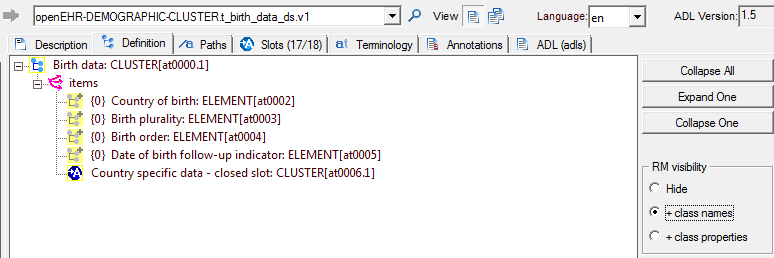 openEHR-DEMOGRAPHIC-CLUSTER.t_birth_data_ds.v1 View Language: en ADL Version: 1.5
Description Definition Paths Slots (17/18) at Terminology Annotations ADL (adls)
Birth data: CLUSTER[at0000.1]
items
{0} Country of birth: ELEMENT[at0002]
{0} Birth plurality: ELEMENT[at0003]
{0} Birth order: ELEMENT[at0004]
{0} Date of birth follow-up indicator: ELEMENT[at0005]
A Country specific data - closed slot: CLUSTER[at0006.1]
Collapse All
Expand One
Collapse One
RM visibility
Hide
+ class names
+ class properties